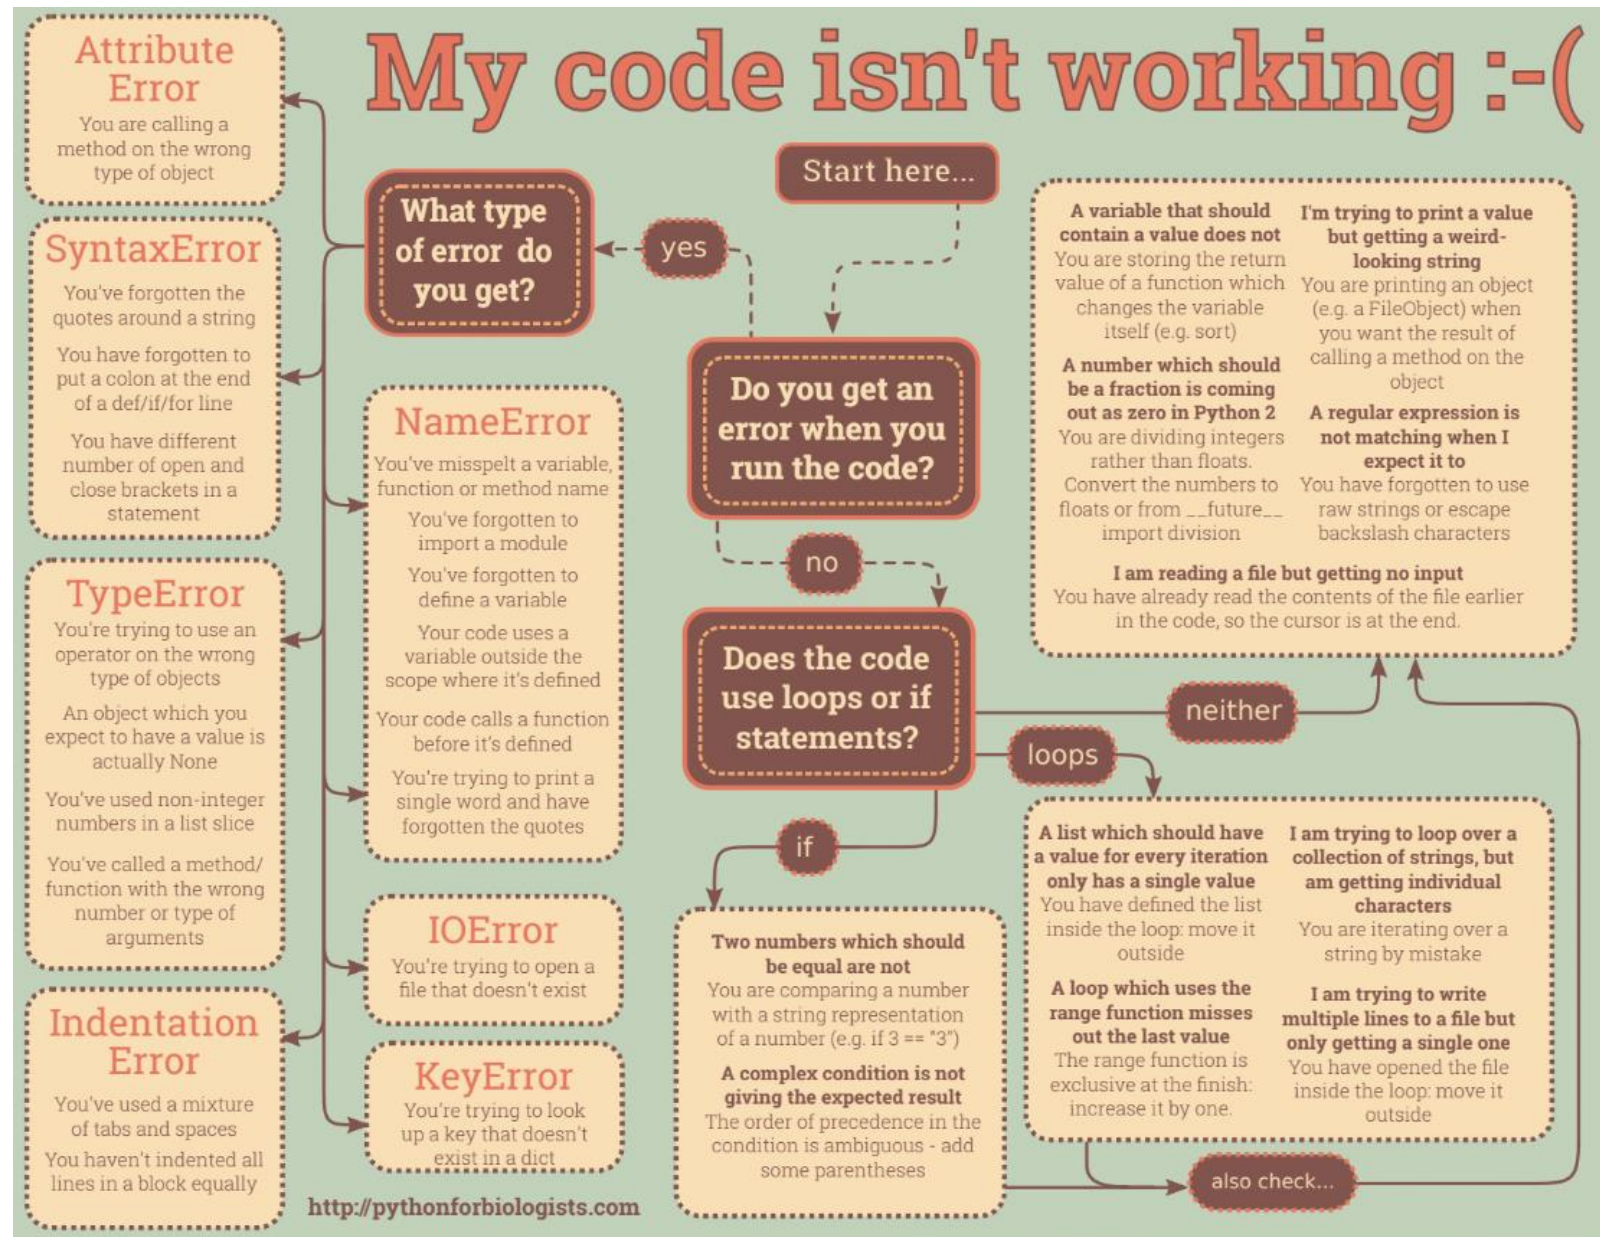 My code isn't working :-(
Start here...
Do you get an
error when you
run the code?
yes
What type
of error do
you get?
Attribute
Error
You are calling a
method on the wrong
type of object
SyntaxError
You've forgotten the
quotes around a string
You have forgotten to
put a colon at the end
of a def/if/for line
You have different
number of open and
close brackets in a
statement
TypeError
You're trying to use an
operator on the wrong
type of objects
An object which you
expect to have a value is
actually None
You've used non-integer
numbers in a list slice
You've called a method/
function with the wrong
number or type of
arguments
Indentation
Error
You've used a mixture
of tabs and spaces
You haven't indented all
lines in a block equally
NameError
You've misspelt a variable,
function or method name
You've forgotten to
import a module
You've forgotten to
define a variable
Your code uses a
variable outside the
scope where it's defined
Your code calls a function
before it's defined
You're trying to print a
single word and have
forgotten the quotes
IOError
You're trying to open a
file that doesn't exist
KeyError
You're trying to look
up a key that doesn't
exist in a dict
no
Does the code
use loops or if
statements?
neither
loops
if
A variable that should
contain a value does not
You are storing the return
value of a function which
changes the variable
itself (e.g. sort)
A number which should
be a fraction is coming
out as zero in Python 2
You are dividing integers
rather than floats.
Convert the numbers to
floats or from __future__
import division
I'm trying to print a value
but getting a weird-
looking string
You are printing an object
(e.g. a FileObject) when
you want the result of
calling a method on the
object
A regular expression is
not matching when I
expect it to
You have forgotten to use
raw strings or escape
backslash characters
I am reading a file but getting no input
You have already read the contents of the file earlier
in the code, so the cursor is at the end.
Two numbers which should
be equal are not
You are comparing a number
with a string representation
of a number (e.g. if 3 == "3")
A complex condition is not
giving the expected result
The order of precedence in the
condition is ambiguous - add
some parentheses
A list which should have
a value for every iteration
only has a single value
You have defined the list
inside the loop: move it
outside
A loop which uses the
range function misses
out the last value
The range function is
exclusive at the finish:
increase it by one.
I am trying to loop over a
collection of strings, but
am getting individual
characters
You are iterating over a
string by mistake
I am trying to write
multiple lines to a file but
only getting a single one
You have opened the file
inside the loop: move it
outside
also check...
http://pythonforbiologists.com